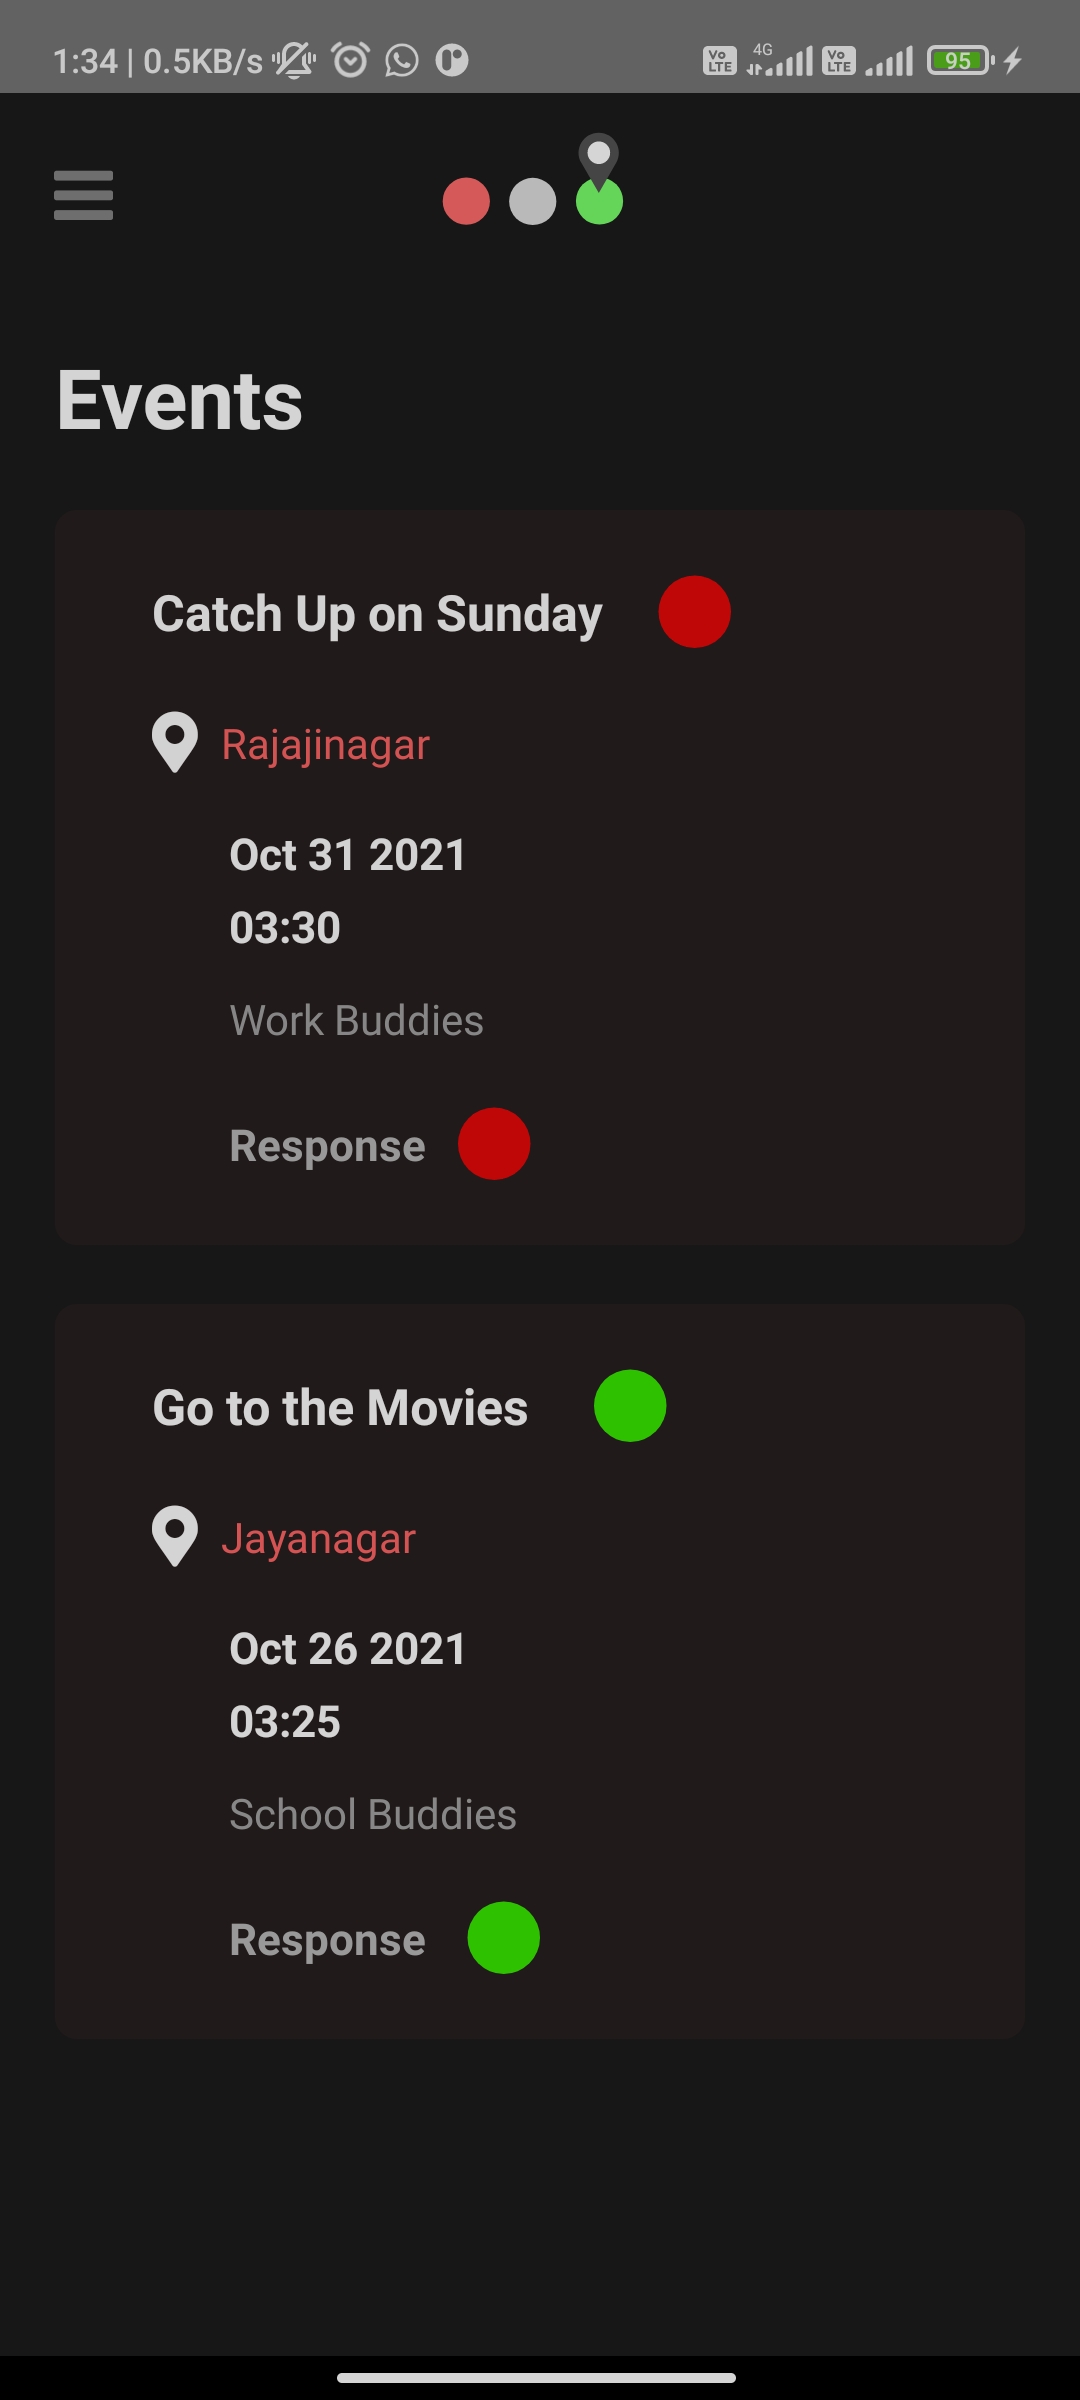 1:34 | 0.5KB/s Vo LTE 4G Vo LTE 95
Events
Catch Up on Sunday
Rajajinagar
Oct 31 2021
03:30
Work Buddies
Response
Go to the Movies
Jayanagar
Oct 26 2021
03:25
School Buddies
Response